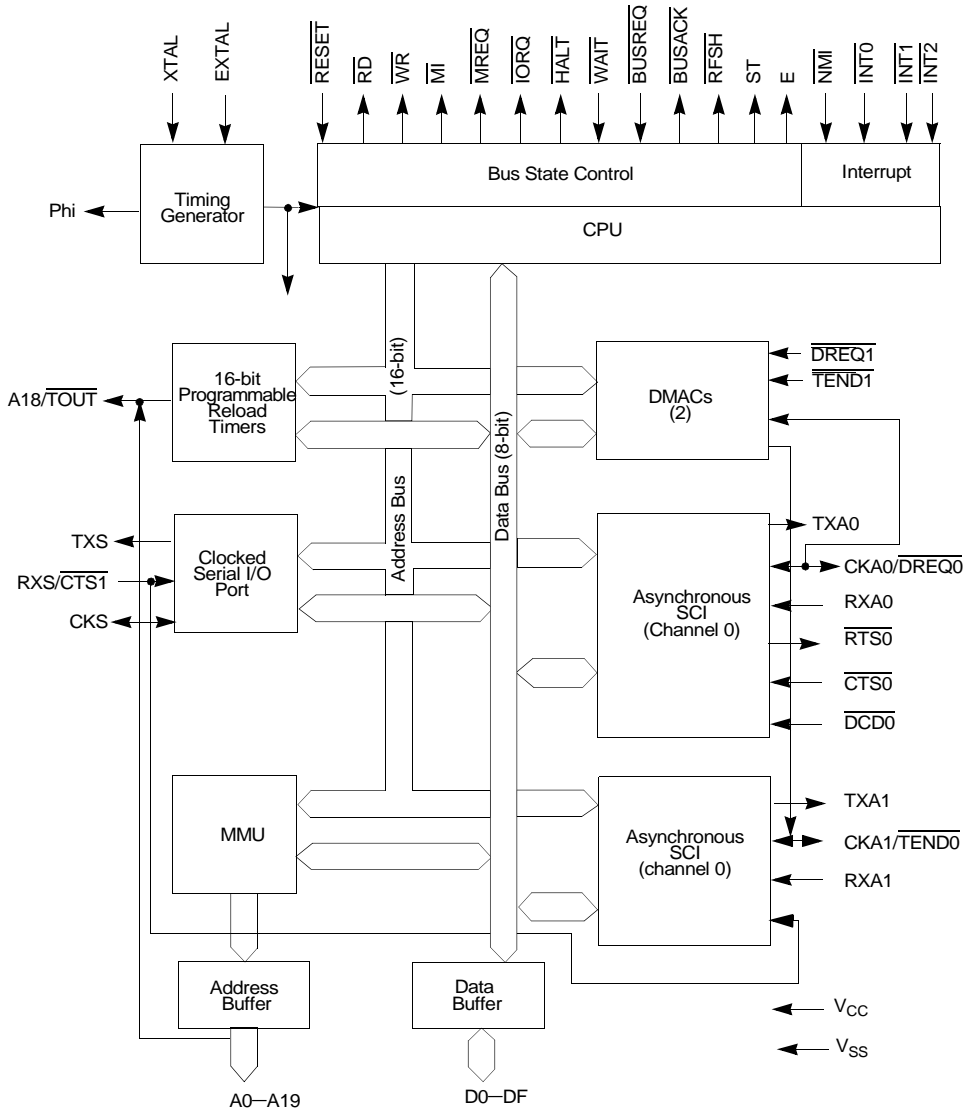 XTAL
EXTAL
RESET
RD
WR
MI
MREQ
IORQ
HALT
WAIT
BUSREQ
BUSACK
RFSH
ST
E
NMI
INT0
INT1
INT2
Timing
Generator
Bus State Control
Interrupt
Phi
CPU
(16-bit)
16-bit
Programmable
Reload
Timers
A18/TOUT
DMACs
(2)
DREQ1
TEND1
Data Bus (8-bit)
Address Bus
TXS
RXS/CTS1
CKS
Clocked
Serial I/O
Port
Asynchronous
SCI
(Channel 0)
TXA0
CKA0/DREQ0
RXA0
RTS0
CTS0
DCD0
MMU
Asynchronous
SCI
(channel 0)
TXA1
CKA1/TEND0
RXA1
Address
Buffer
Data
Buffer
VCC
VSS
A0—A19
D0—DF